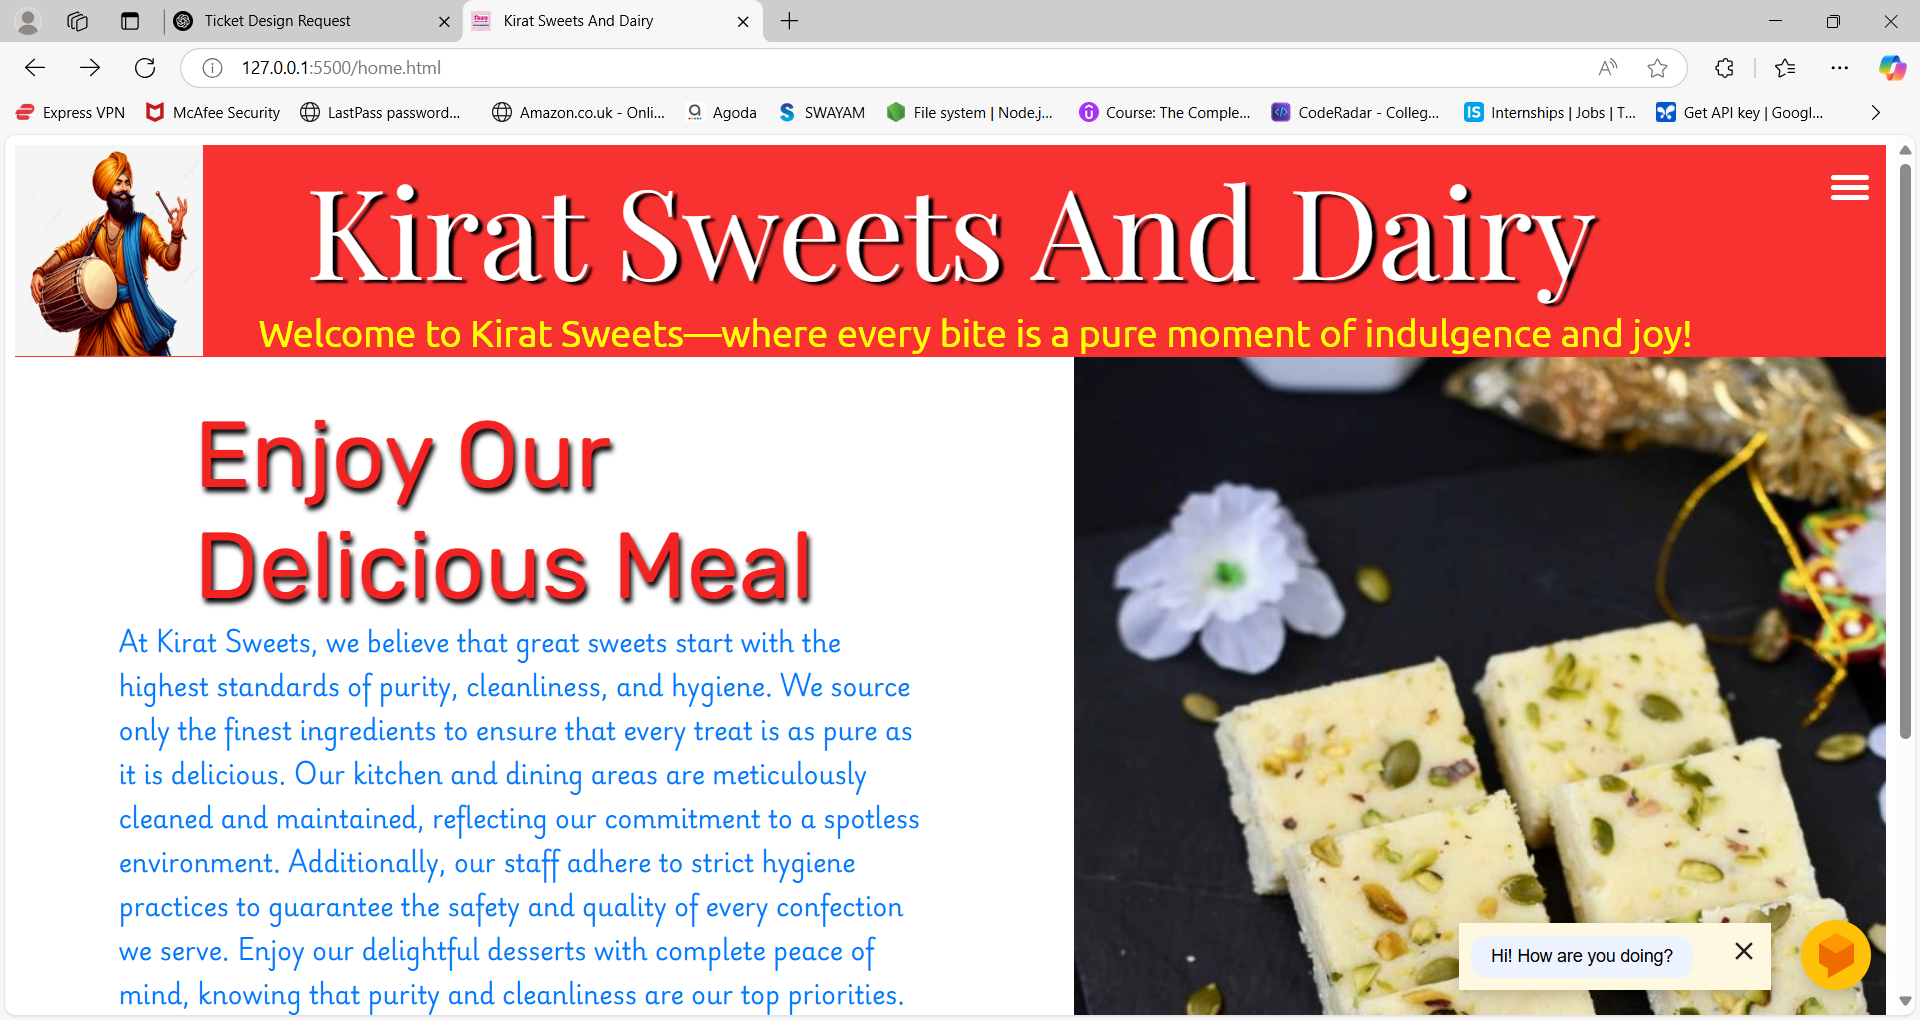 Ticket Design Request
Kirat Sweets And Dairy
127.0.0.1:5500/home.html
Express VPN
McAfee Security
LastPass password...
Amazon.co.uk - Onli...
Agoda
SWAYAM
File system | Node.j...
Course: The Comple...
CodeRadar - Colleg...
IS
Internships | Jobs | T...
Get API key | Googl...
Kirat Sweets And Dairy
Welcome to Kirat Sweets—where every bite is a pure moment of indulgence and joy!
Enjoy Our
Delicious Meal
At Kirat Sweets, we believe that great sweets start with the
highest standards of purity, cleanliness, and hygiene. We source
only the finest ingredients to ensure that every treat is as pure as
it is delicious. Our kitchen and dining areas are meticulously
cleaned and maintained, reflecting our commitment to a spotless
environment. Additionally, our staff adhere to strict hygiene
practices to guarantee the safety and quality of every confection
we serve. Enjoy our delightful desserts with complete peace of
mind, knowing that purity and cleanliness are our top priorities.
Hi! How are you doing?